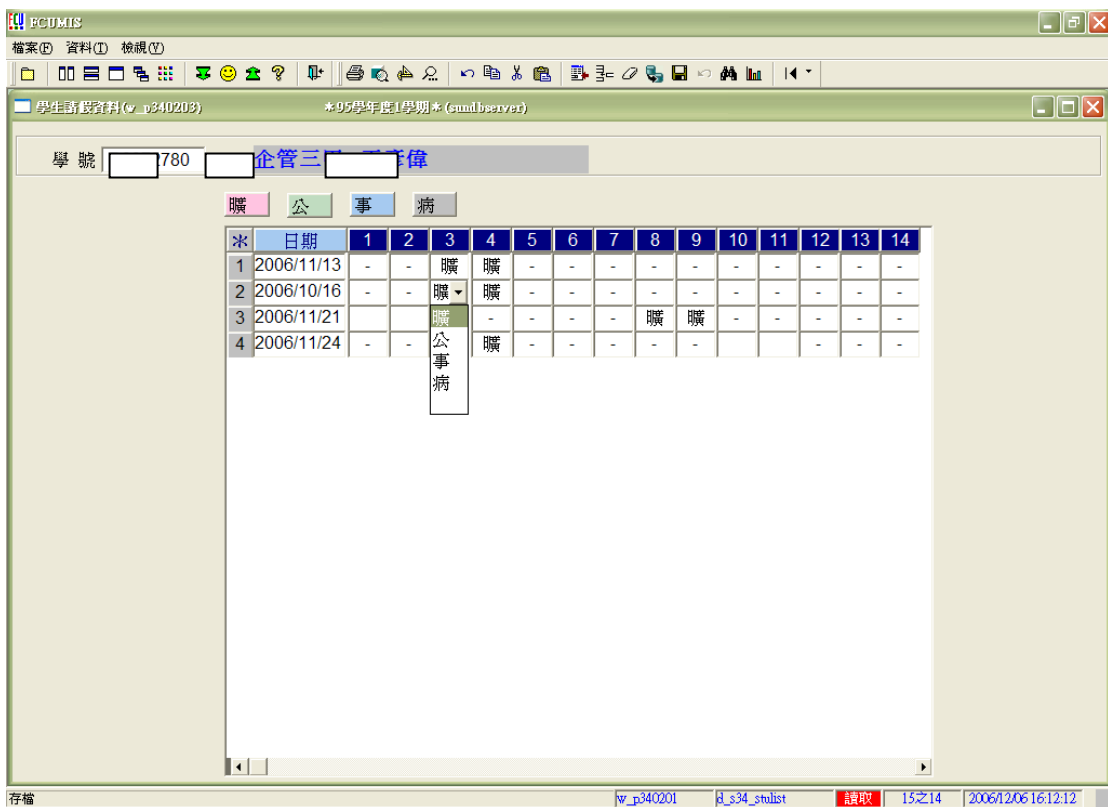 FCUMIS
檔案(F) 資料(I) 檢視(V)
學生請假資料(w_p340203) *95學年度1學期* (sundbserver)
學 號 780 企管三 偉
曠 公 事 病
* 日期 1 2 3 4 5 6 7 8 9 10 11 12 13 14
1 2006/11/13 - - 曠 曠 - - - - - - - - - -
2 2006/10/16 - - 曠 曠 - - - - - - - - - -
3 2006/11/21 曠 - - - - 曠 曠 - - - - -
4 2006/11/24 - - 公 曠 - - - - - - - -
事
病
存檔 w_p340201 d_s34_stulist 讀取 15之14 2006/12/06 16:12:12